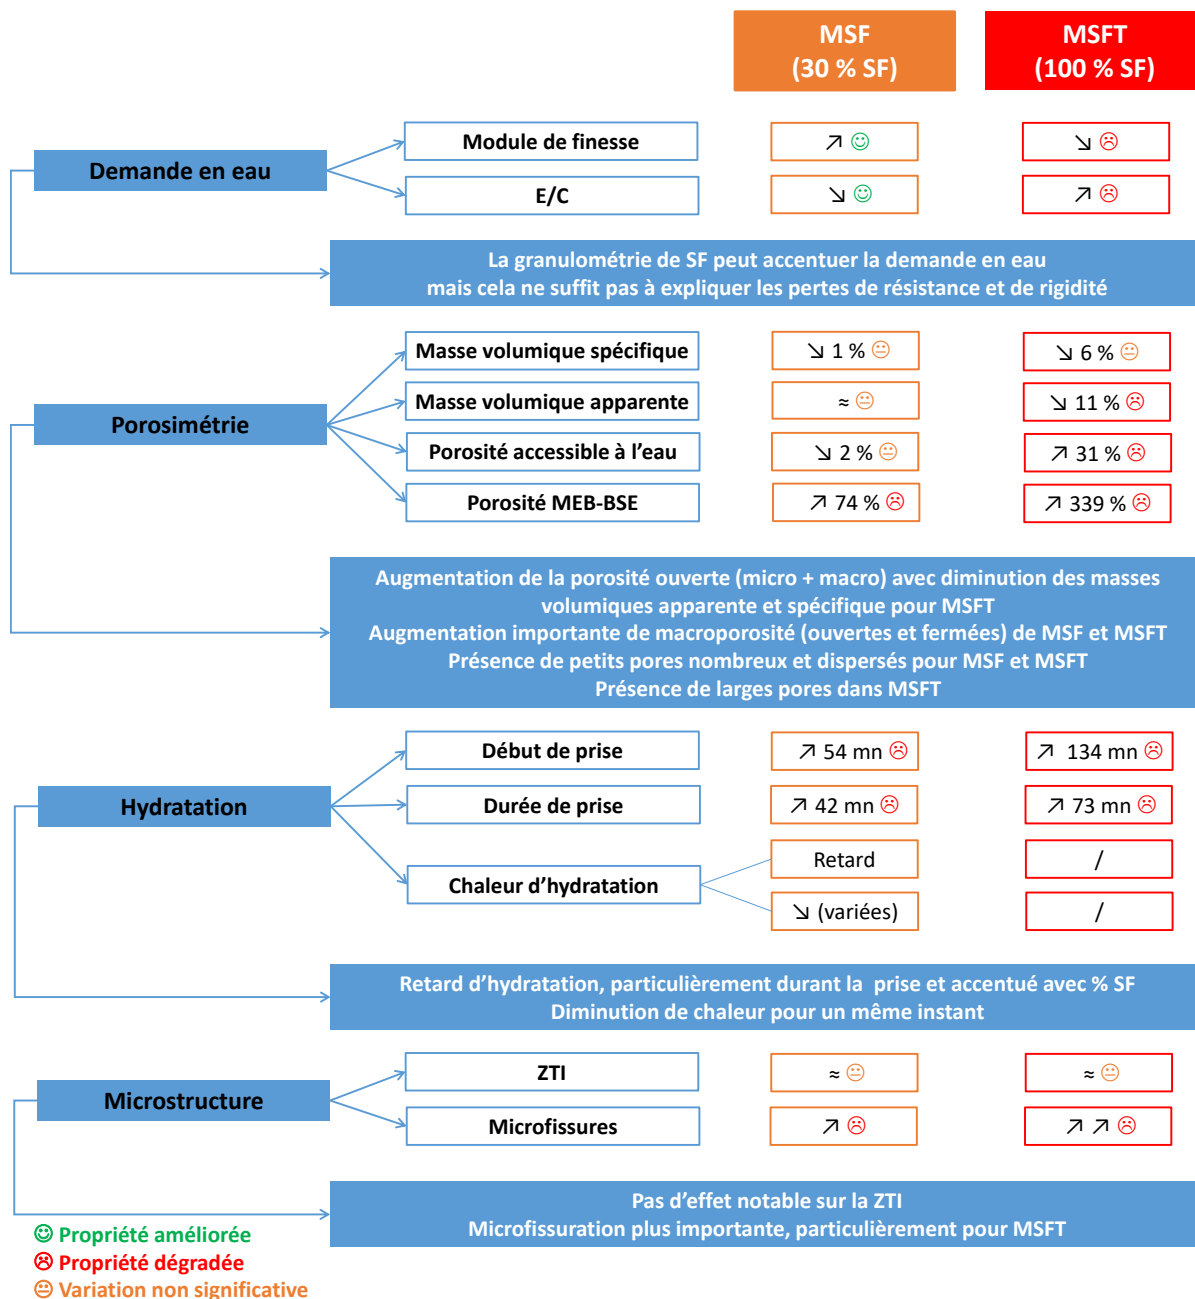 MSF
(30 % SF)
MSFT
(100 % SF)
Demande en eau
Module de finesse
↗ ☺
↘ ☹
E/C
↘ ☺
↗ ☹
La granulométrie de SF peut accentuer la demande en eau
mais cela ne suffit pas à expliquer les pertes de résistance et de rigidité
Porosimétrie
Masse volumique spécifique
↘ 1 % 😐
↘ 6 % 😐
Masse volumique apparente
≈ 😐
↘ 11 % ☹
Porosité accessible à l'eau
↘ 2 % 😐
↗ 31 % ☹
Porosité MEB-BSE
↗ 74 % ☹
↗ 339 % ☹
Augmentation de la porosité ouverte (micro + macro) avec diminution des masses
volumiques apparente et spécifique pour MSFT
Augmentation importante de macroporosité (ouvertes et fermées) de MSF et MSFT
Présence de petits pores nombreux et dispersés pour MSF et MSFT
Présence de larges pores dans MSFT
Hydratation
Début de prise
↗ 54 mn ☹
↗ 134 mn ☹
Durée de prise
↗ 42 mn ☹
↗ 73 mn ☹
Chaleur d'hydratation
Retard
/
↘ (variées)
/
Retard d'hydratation, particulièrement durant la prise et accentué avec % SF
Diminution de chaleur pour un même instant
Microstructure
ZTI
≈ 😐
≈ 😐
Microfissures
↗ ☹
↗ ↗ ☹
Pas d'effet notable sur la ZTI
Microfissuration plus importante, particulièrement pour MSFT
☺ Propriété améliorée
☹ Propriété dégradée
😐 Variation non significative